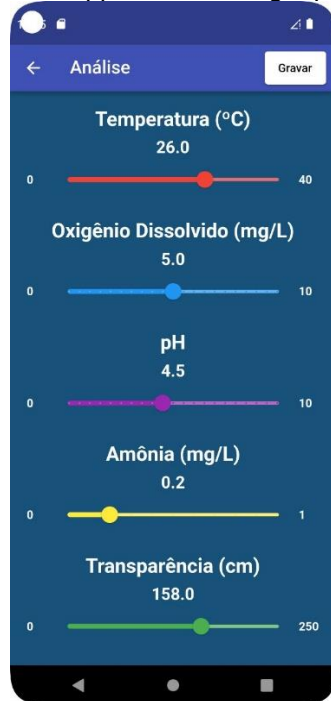 Análise
Gravar
Temperatura (ºC)
26.0
0 40
Oxigênio Dissolvido (mg/L)
5.0
0 10
pH
4.5
0 10
Amônia (mg/L)
0.2
0 1
Transparência (cm)
158.0
0 250